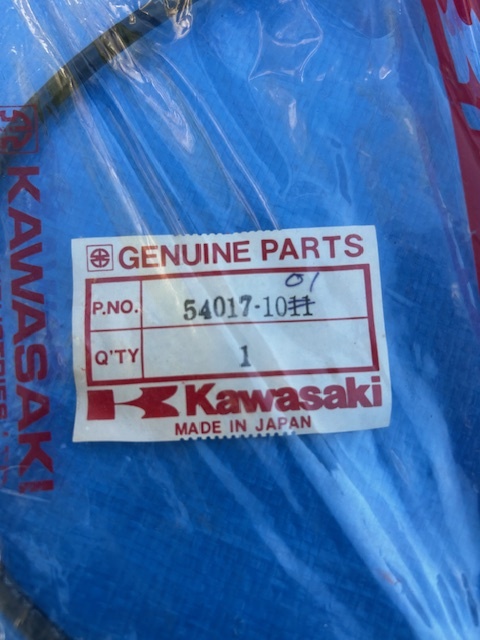 GENUINE PARTS
01
P.NO. 54017-1011
Q'TY 1
Kawasaki
MADE IN JAPAN
KAWASAKI